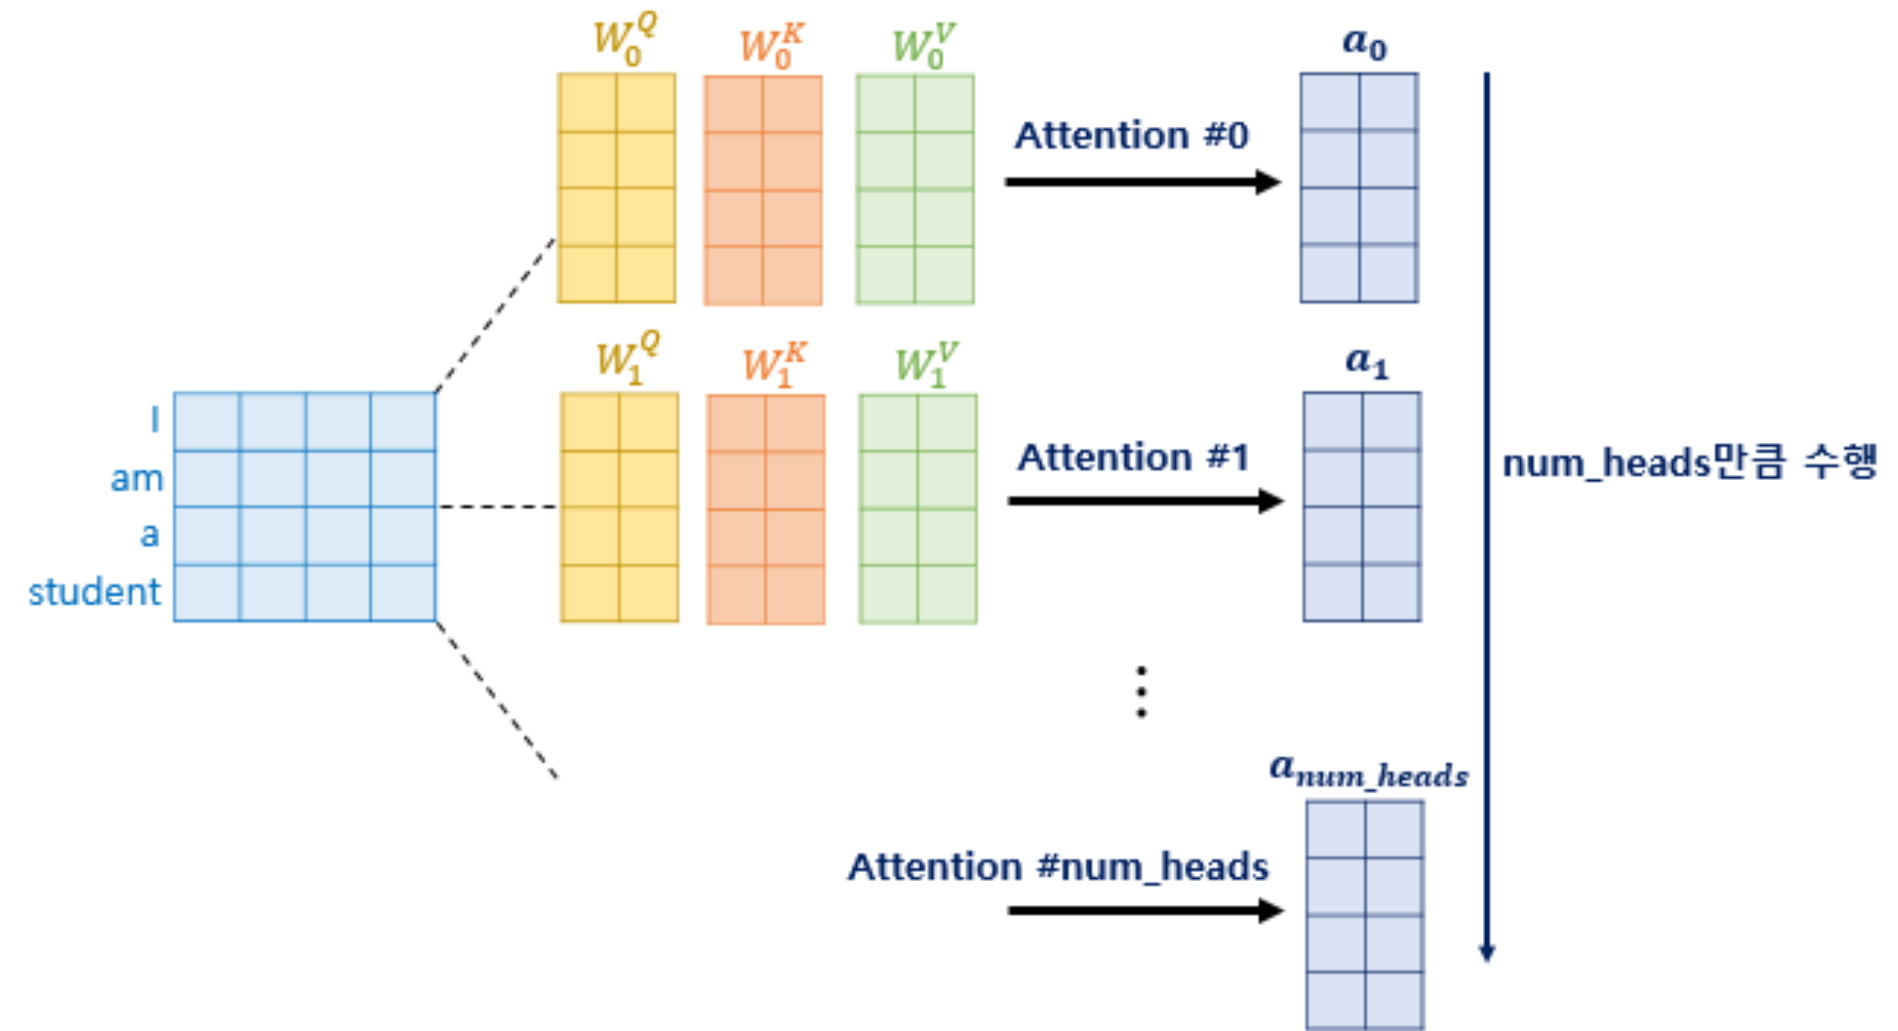 W_0^Q W_0^K W_0^V a_0
Attention #0
W_1^Q W_1^K W_1^V a_1
I
am
a
student
Attention #1
num_heads만큼 수행
⋮
a_num_heads
Attention #num_heads